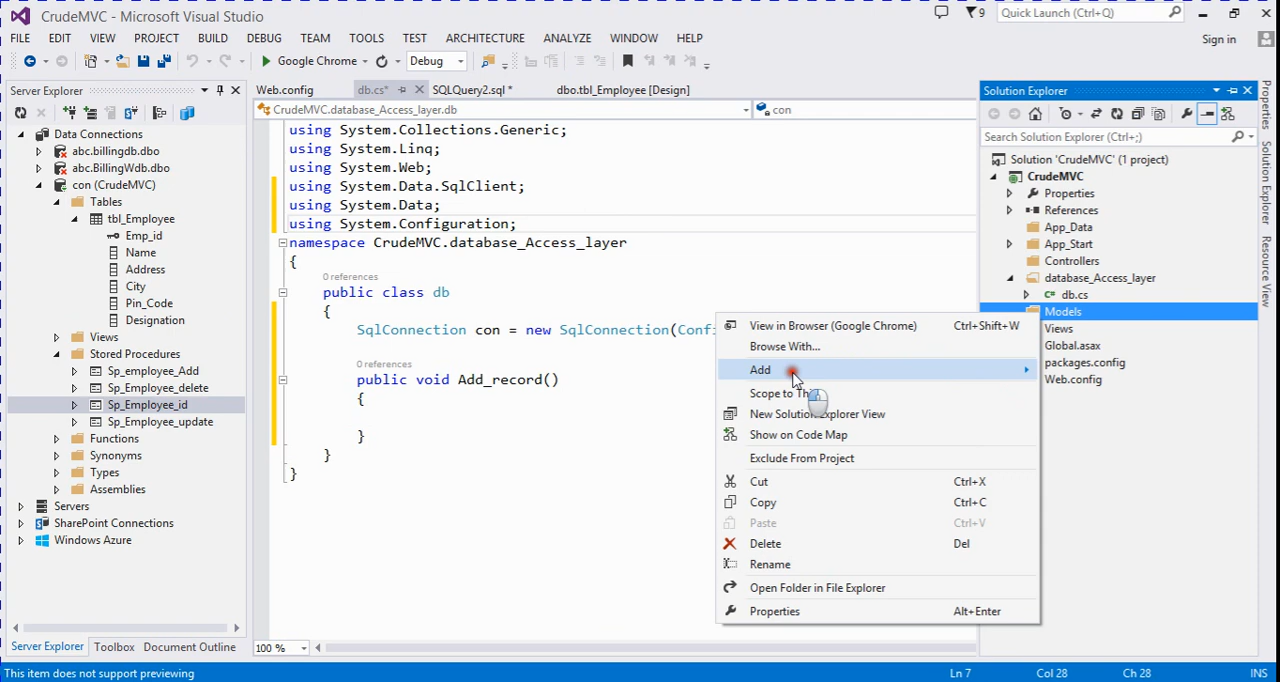 CrudeMVC - Microsoft Visual Studio
9
Quick Launch (Ctrl+Q)
FILE EDIT VIEW PROJECT BUILD DEBUG TEAM TOOLS TEST ARCHITECTURE ANALYZE WINDOW HELP
Sign in
Google Chrome
Debug
Server Explorer
Data Connections
abc.billingdb.dbo
abc.BillingWdb.dbo
con (CrudeMVC)
Tables
tbl_Employee
Emp_id
Name
Address
City
Pin_Code
Designation
Views
Stored Procedures
Sp_employee_Add
Sp_Employee_delete
Sp_Employee_id
Sp_Employee_update
Functions
Synonyms
Types
Assemblies
Servers
SharePoint Connections
Windows Azure
Server Explorer Toolbox Document Outline
Web.config db.cs* SQLQuery2.sql * dbo.tbl_Employee [Design]
CrudeMVC.database_Access_layer.db
con
using System.Collections.Generic;
using System.Linq;
using System.Web;
using System.Data.SqlClient;
using System.Data;
using System.Configuration;
namespace CrudeMVC.database_Access_layer
{
0 references
public class db
{
SqlConnection con = new SqlConnection(Confi
0 references
public void Add_record()
{
}
}
}
100 %
View in Browser (Google Chrome) Ctrl+Shift+W
Browse With...
Add
Scope to Thi
New Solution Explorer View
Show on Code Map
Exclude From Project
Cut Ctrl+X
Copy Ctrl+C
Paste Ctrl+V
Delete Del
Rename
Open Folder in File Explorer
Properties Alt+Enter
Solution Explorer
Search Solution Explorer (Ctrl+;)
Solution 'CrudeMVC' (1 project)
CrudeMVC
Properties
References
App_Data
App_Start
Controllers
database_Access_layer
db.cs
Models
Views
Global.asax
packages.config
Web.config
Properties
Solution Explorer
Resource View
This item does not support previewing
Ln 7
Col 28
Ch 28
INS